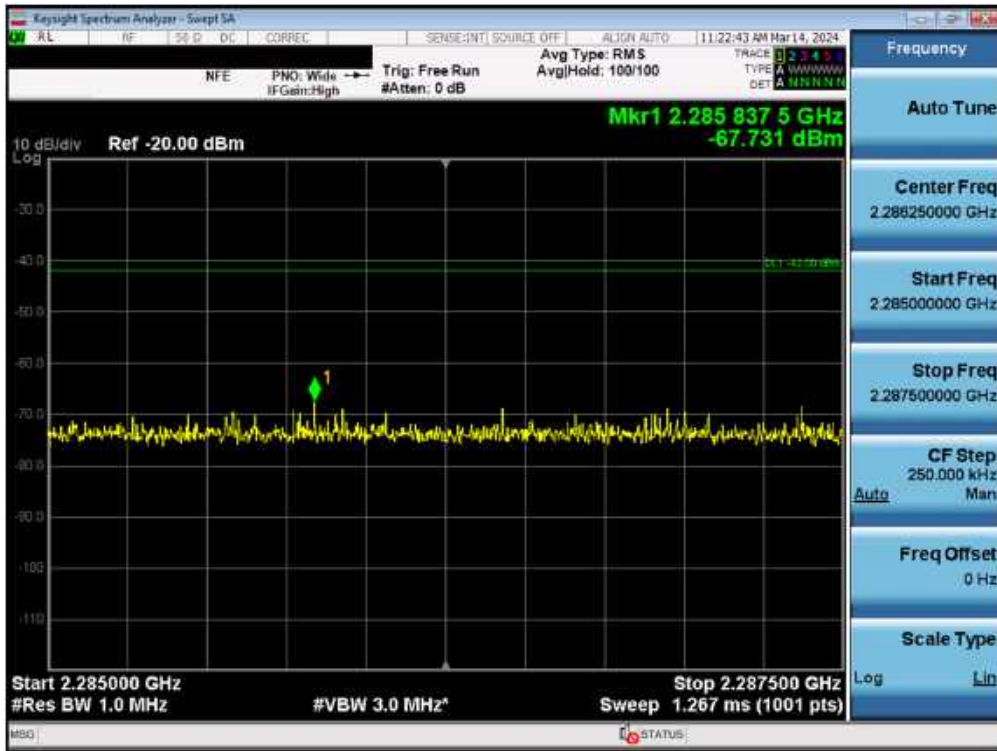 Keysight Spectrum Analyzer - Swept SA
RL RF 50 Ω DC CORREC SENSE:INT SOURCE OFF ALIGN AUTO 11:22:43 AM Mar 14, 2024
NFE PNO: Wide Trig: Free Run Avg Type: RMS TRACE 1 2 3 4 5 6
IFGain:High #Atten: 0 dB Avg|Hold: 100/100 TYPE A WWWWW
DET A N N N N N
Mkr1 2.285 837 5 GHz
-67.731 dBm
10 dB/div Ref -20.00 dBm
Log
-30.0
-40.0
DL1 -42.00 dBm
-50.0
-60.0
1
-70.0
-80.0
-90.0
-100
-110
Start 2.285000 GHz Stop 2.287500 GHz
#Res BW 1.0 MHz #VBW 3.0 MHz* Sweep 1.267 ms (1001 pts)
MSG STATUS
Frequency
Auto Tune
Center Freq
2.286250000 GHz
Start Freq
2.285000000 GHz
Stop Freq
2.287500000 GHz
CF Step
250.000 kHz
Auto Man
Freq Offset
0 Hz
Scale Type
Log Lin